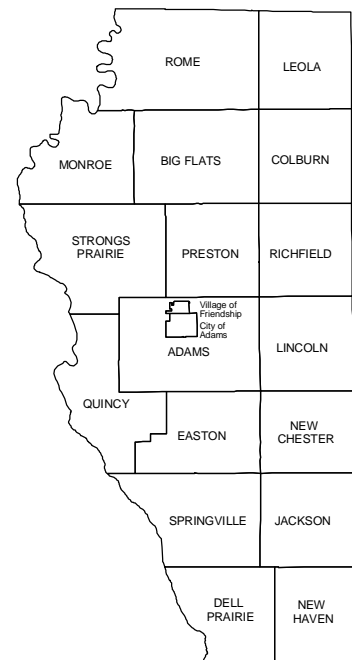 ROME
LEOLA
MONROE
BIG FLATS
COLBURN
STRONGS
PRAIRIE
PRESTON
RICHFIELD
Village of
Friendship
City of
Adams
ADAMS
LINCOLN
QUINCY
EASTON
NEW
CHESTER
SPRINGVILLE
JACKSON
DELL
PRAIRIE
NEW
HAVEN